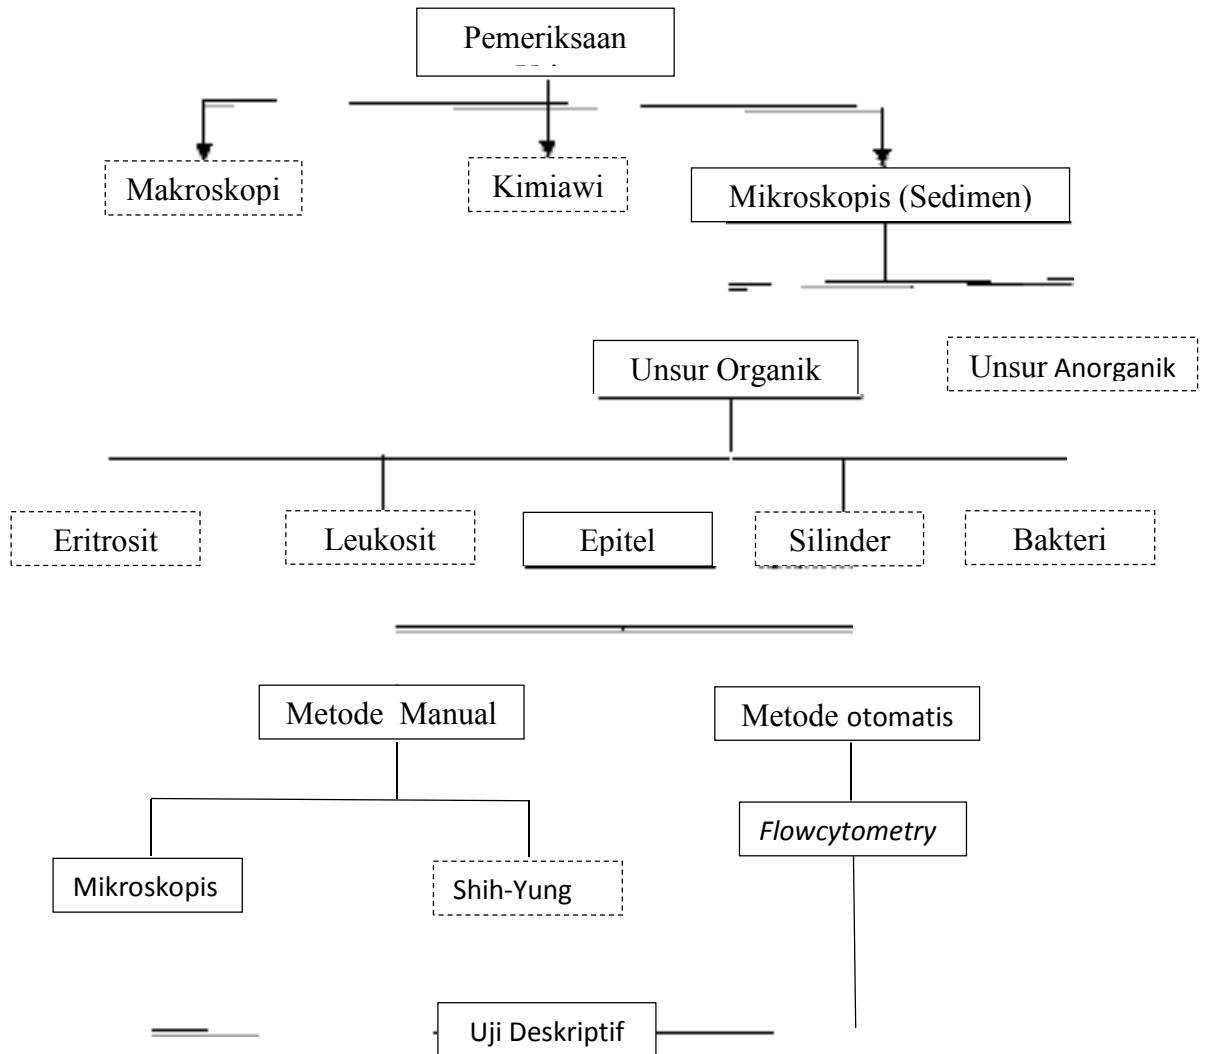 Pemeriksaan
Makroskopi
Kimiawi
Mikroskopis (Sedimen)
Unsur Organik
Unsur Anorganik
Eritrosit
Leukosit
Epitel
Silinder
Bakteri
Metode Manual
Metode otomatis
Flowcytometry
Mikroskopis
Shih-Yung
Uji Deskriptif